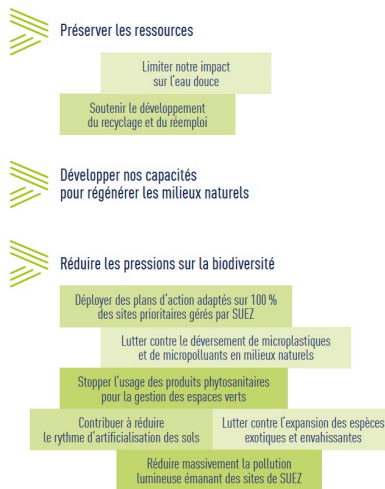 Préserver les ressources
Limiter notre impact
sur l'eau douce
Soutenir le développement
du recyclage et du réemploi
Développer nos capacités
pour régénérer les milieux naturels
Réduire les pressions sur la biodiversité
Déployer des plans d'action adaptés sur 100 %
des sites prioritaires gérés par SUEZ
Lutter contre le déversement de microplastiques
et de micropolluants en milieux naturels
Stopper l'usage des produits phytosanitaires
pour la gestion des espaces verts
Contribuer à réduire
le rythme d'artificialisation des sols
Lutter contre l'expansion des espèces
exotiques et envahissantes
Réduire massivement la pollution
lumineuse émanant des sites de SUEZ